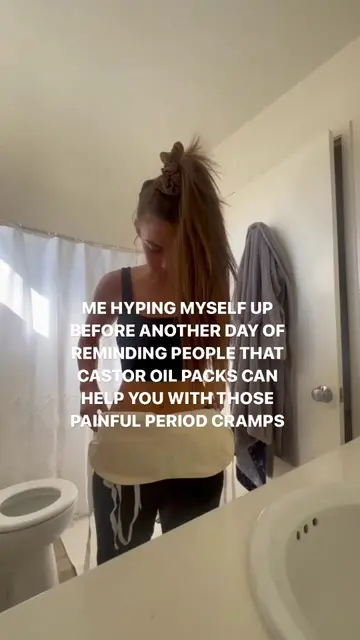 ME HYPING MYSELF UP
BEFORE ANOTHER DAY OF
REMINDING PEOPLE THAT
CASTOR OIL PACKS CAN
HELP YOU WITH THOSE
PAINFUL PERIOD CRAMPS